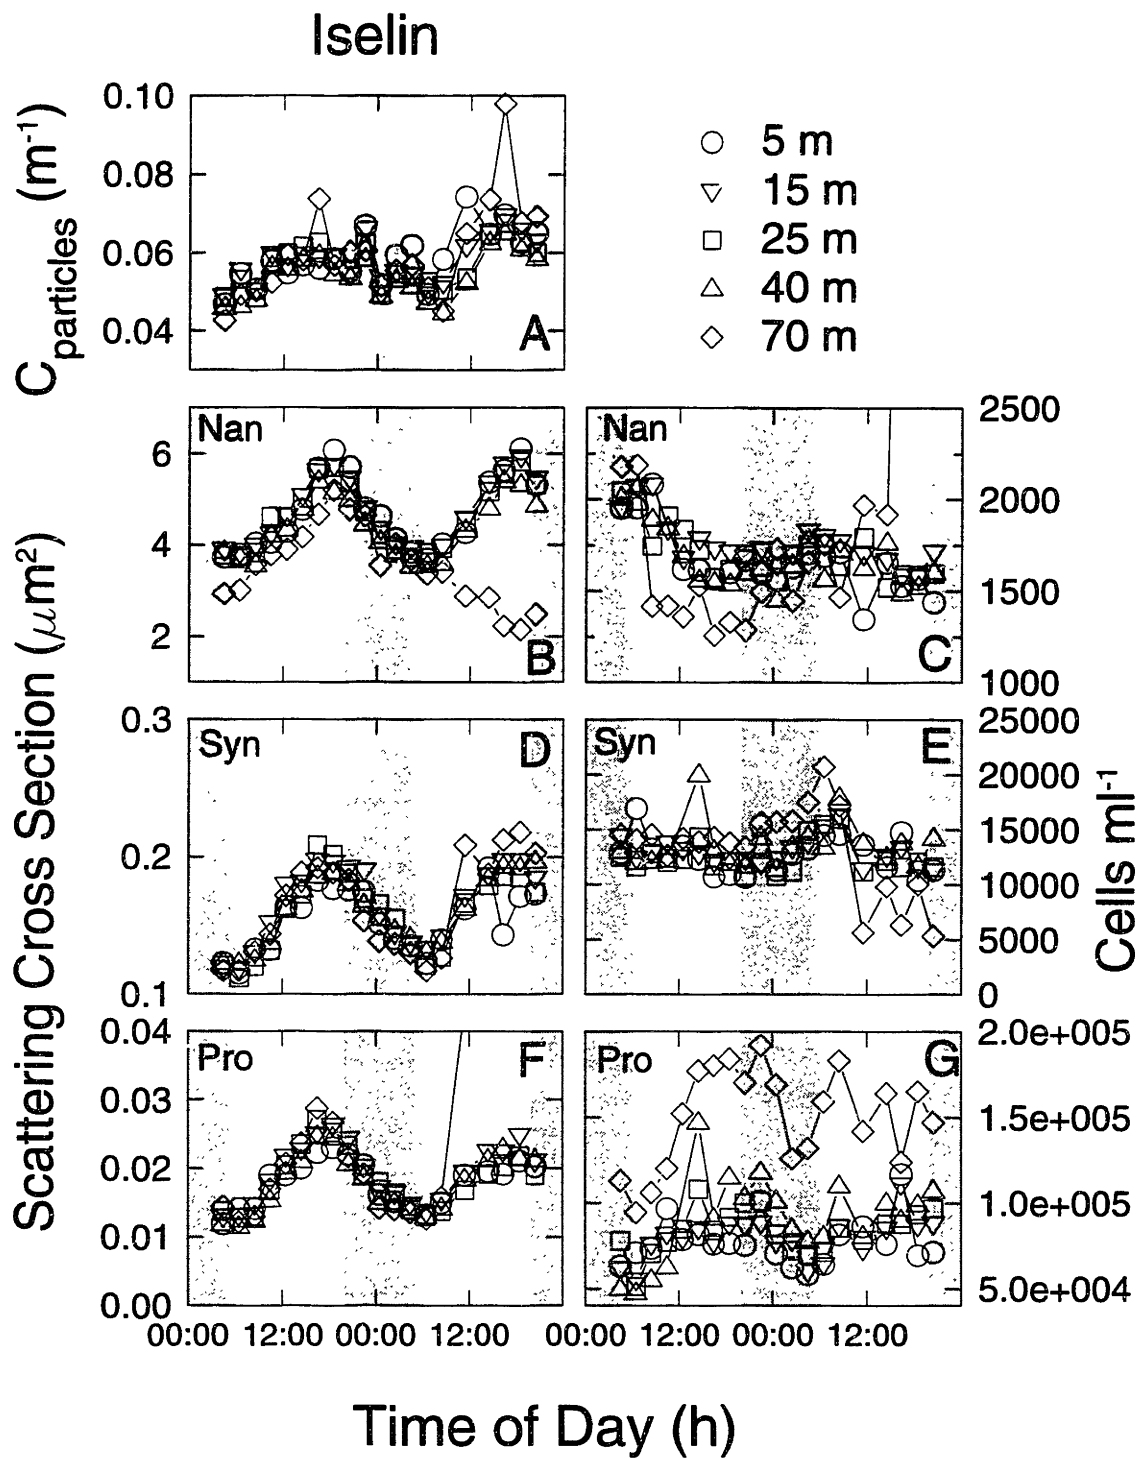 Iselin
0.10
0.08
0.06
0.04
C particles (m-1)
A
5 m
15 m
25 m
40 m
70 m
Nan
6
4
2
B
Nan
2500
2000
1500
1000
C
Scattering Cross Section (μm²)
0.3
0.2
0.1
Syn
D
Syn
E
25000
20000
15000
10000
5000
0
Cells ml-1
0.04
0.03
0.02
0.01
0.00
Pro
F
Pro
G
2.0e+005
1.5e+005
1.0e+005
5.0e+004
00:00 12:00 00:00 12:00
00:00 12:00 00:00 12:00
Time of Day (h)